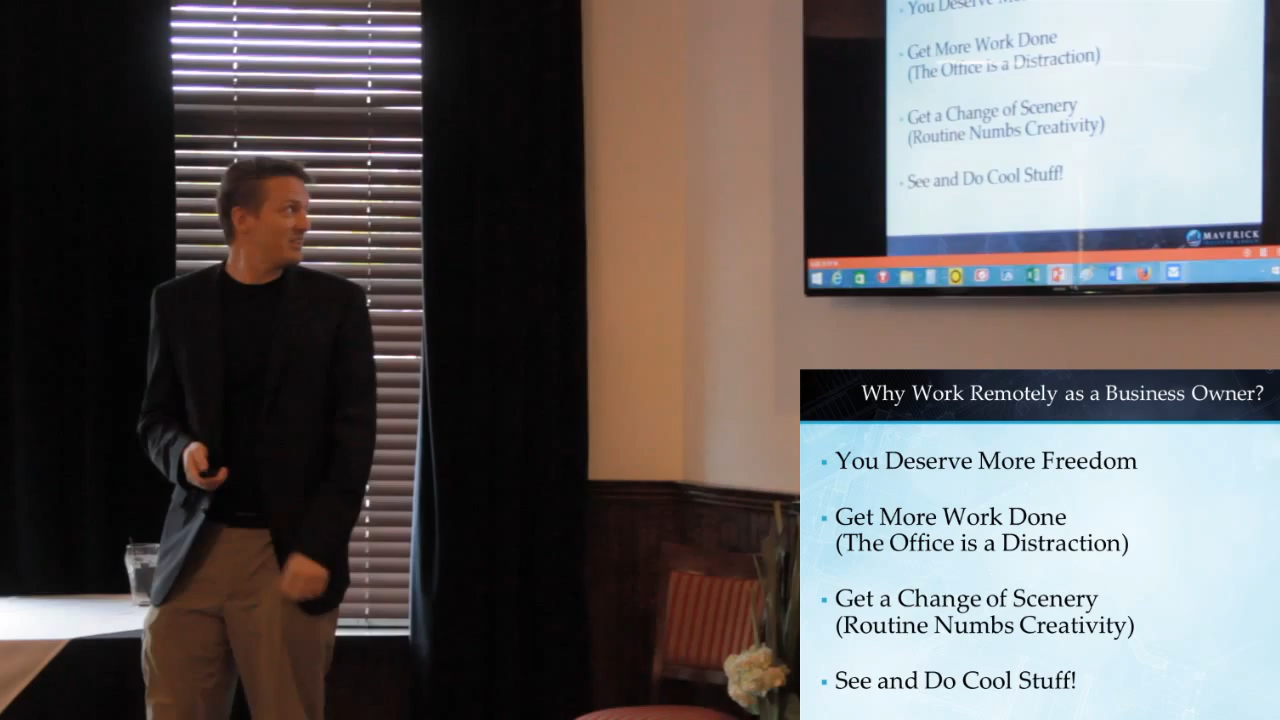 You Deserve
Get More Work Done
(The Office is a Distraction)
Get a Change of Scenery
(Routine Numbs Creativity)
See and Do Cool Stuff!
MAVERICK
Why Work Remotely as a Business Owner?
You Deserve More Freedom
Get More Work Done
(The Office is a Distraction)
Get a Change of Scenery
(Routine Numbs Creativity)
See and Do Cool Stuff!